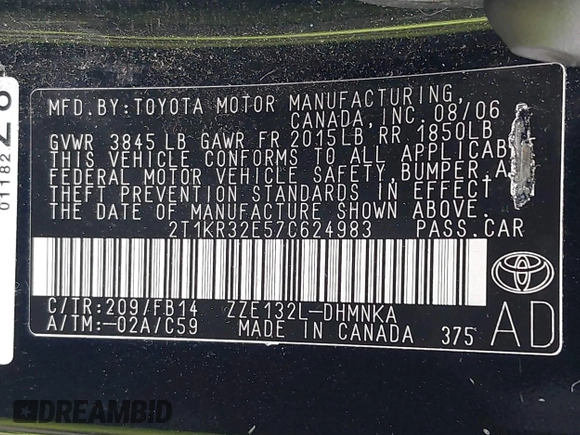 MFD. BY: TOYOTA MOTOR MANUFACTURING,
CANADA, INC. 08/06
GVWR 3845 LB GAWR FR 2015LB, RR 1850LB
THIS VEHICLE CONFORMS TO ALL APPLICAB
FEDERAL MOTOR VEHICLE SAFETY, BUMPER, A
THEFT PREVENTION STANDARDS IN EFFECT
THE DATE OF MANUFACTURE SHOWN ABOVE.
2T1KR32E57C624983 PASS.CAR
C/TR:209/FB14 ZZE132L-DHMNKA
A/TM:-02A/C59 MADE IN CANADA 375
AD
01182
DREAMBID